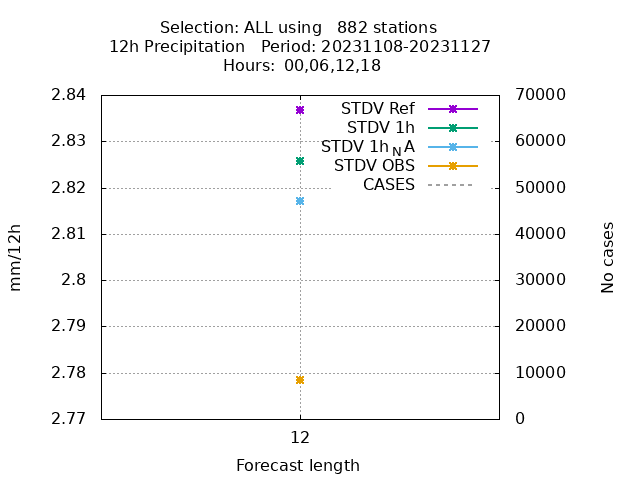 Selection: ALL using   882 stations
12h Precipitation   Period: 20231108-20231127
Hours:  00,06,12,18
2.84
2.83
2.82
2.81
2.8
2.79
2.78
2.77
mm/12h
STDV Ref
STDV 1h
STDV 1h_NA
STDV OBS
CASES
70000
60000
50000
40000
30000
20000
10000
0
No cases
12
Forecast length